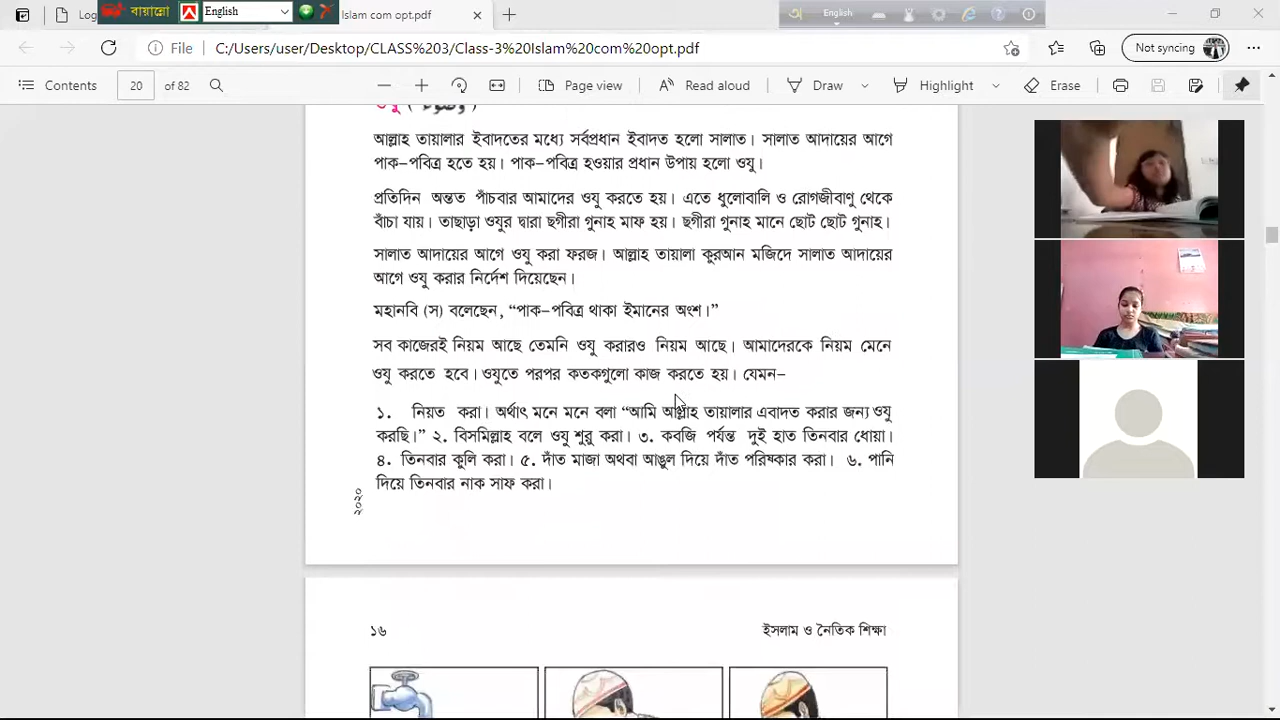 বায়ান্নো English Log Islam com opt.pdf English
File C:/Users/user/Desktop/CLASS%203/Class-3%20Islam%20com%20opt.pdf Not syncing
Contents 20 of 82 Page view Read aloud Draw Highlight Erase
ওযু (وضوء)
আল্লাহ তায়ালার ইবাদতের মধ্যে সর্বপ্রধান ইবাদত হলো সালাত। সালাত আদায়ের আগে
পাক-পবিত্র হতে হয়। পাক-পবিত্র হওয়ার প্রধান উপায় হলো ওযু।
প্রতিদিন অন্তত পাঁচবার আমাদের ওযু করতে হয়। এতে ধুলোবালি ও রোগজীবাণু থেকে
বাঁচা যায়। তাছাড়া ওযুর দ্বারা ছগীরা গুনাহ মাফ হয়। ছগীরা গুনাহ মানে ছোট ছোট গুনাহ।
সালাত আদায়ের আগে ওযু করা ফরজ। আল্লাহ তায়ালা কুরআন মজিদে সালাত আদায়ের
আগে ওযু করার নির্দেশ দিয়েছেন।
মহানবি (স) বলেছেন, “পাক-পবিত্র থাকা ইমানের অংশ।”
সব কাজেরই নিয়ম আছে তেমনি ওযু করারও নিয়ম আছে। আমাদেরকে নিয়ম মেনে
ওযু করতে হবে। ওযুতে পরপর কতকগুলো কাজ করতে হয়। যেমন-
১. নিয়ত করা। অর্থাৎ মনে মনে বলা “আমি আল্লাহ তায়ালার এবাদত করার জন্য ওযু
করছি।” ২. বিসমিল্লাহ বলে ওযু শুরু করা। ৩. কবজি পর্যন্ত দুই হাত তিনবার ধোয়া।
৪. তিনবার কুলি করা। ৫. দাঁত মাজা অথবা আঙুল দিয়ে দাঁত পরিষ্কার করা। ৬. পানি
দিয়ে তিনবার নাক সাফ করা।
২০২০
১৬ ইসলাম ও নৈতিক শিক্ষা